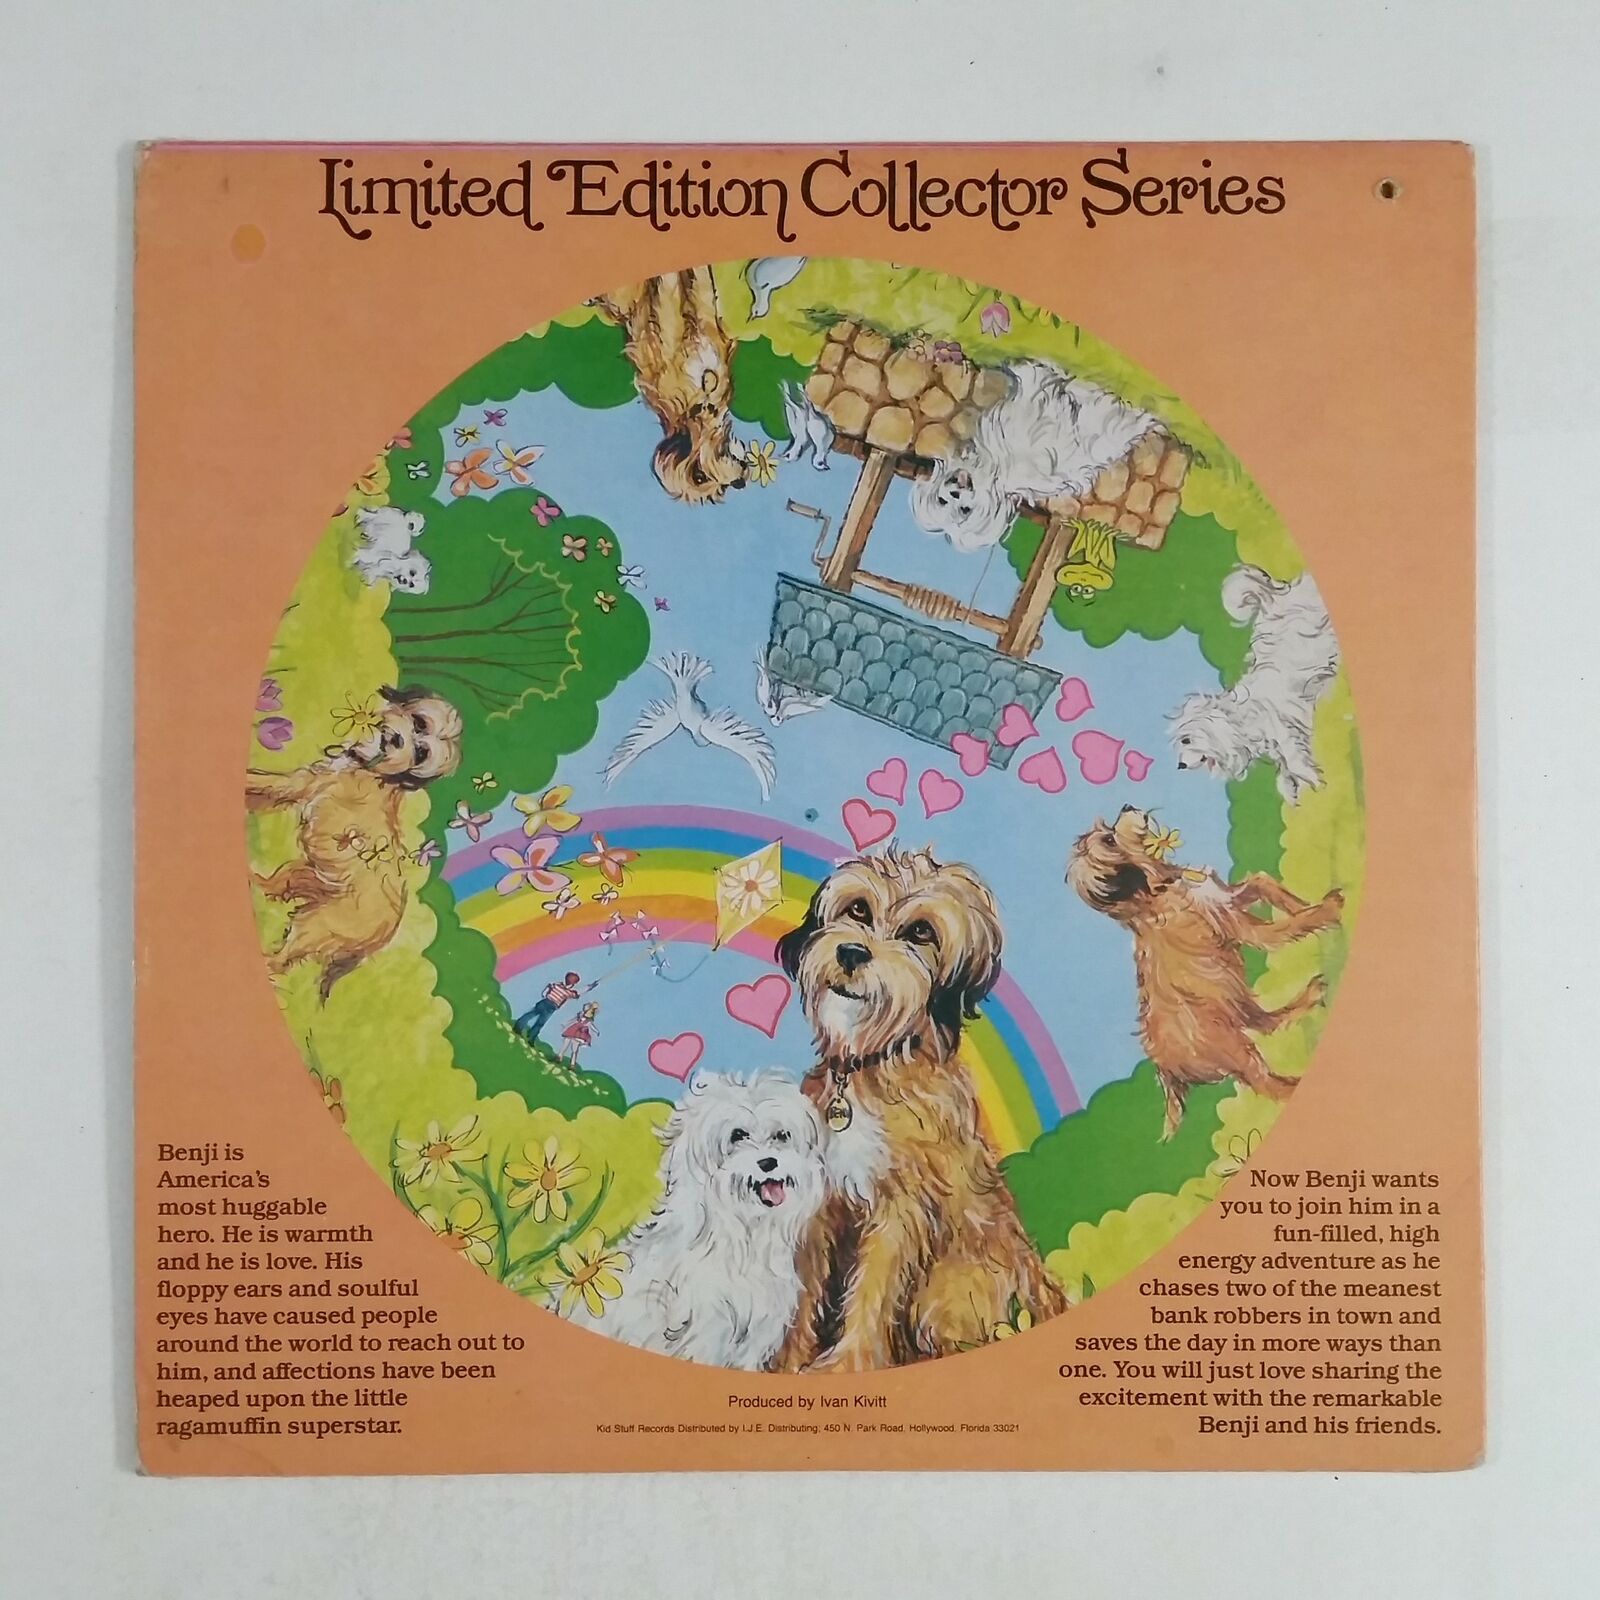 Limited Edition Collector Series
BENJI
Benji is
America's
most huggable
hero. He is warmth
and he is love. His
floppy ears and soulful
eyes have caused people
around the world to reach out to
him, and affections have been
heaped upon the little
ragamuffin superstar.
Now Benji wants
you to join him in a
fun-filled, high
energy adventure as he
chases two of the meanest
bank robbers in town and
saves the day in more ways than
one. You will just love sharing the
excitement with the remarkable
Benji and his friends.
Produced by Ivan Kivitt
Kid Stuff Records Distributed by I.J.E. Distributing; 450 N. Park Road, Hollywood, Florida 33021